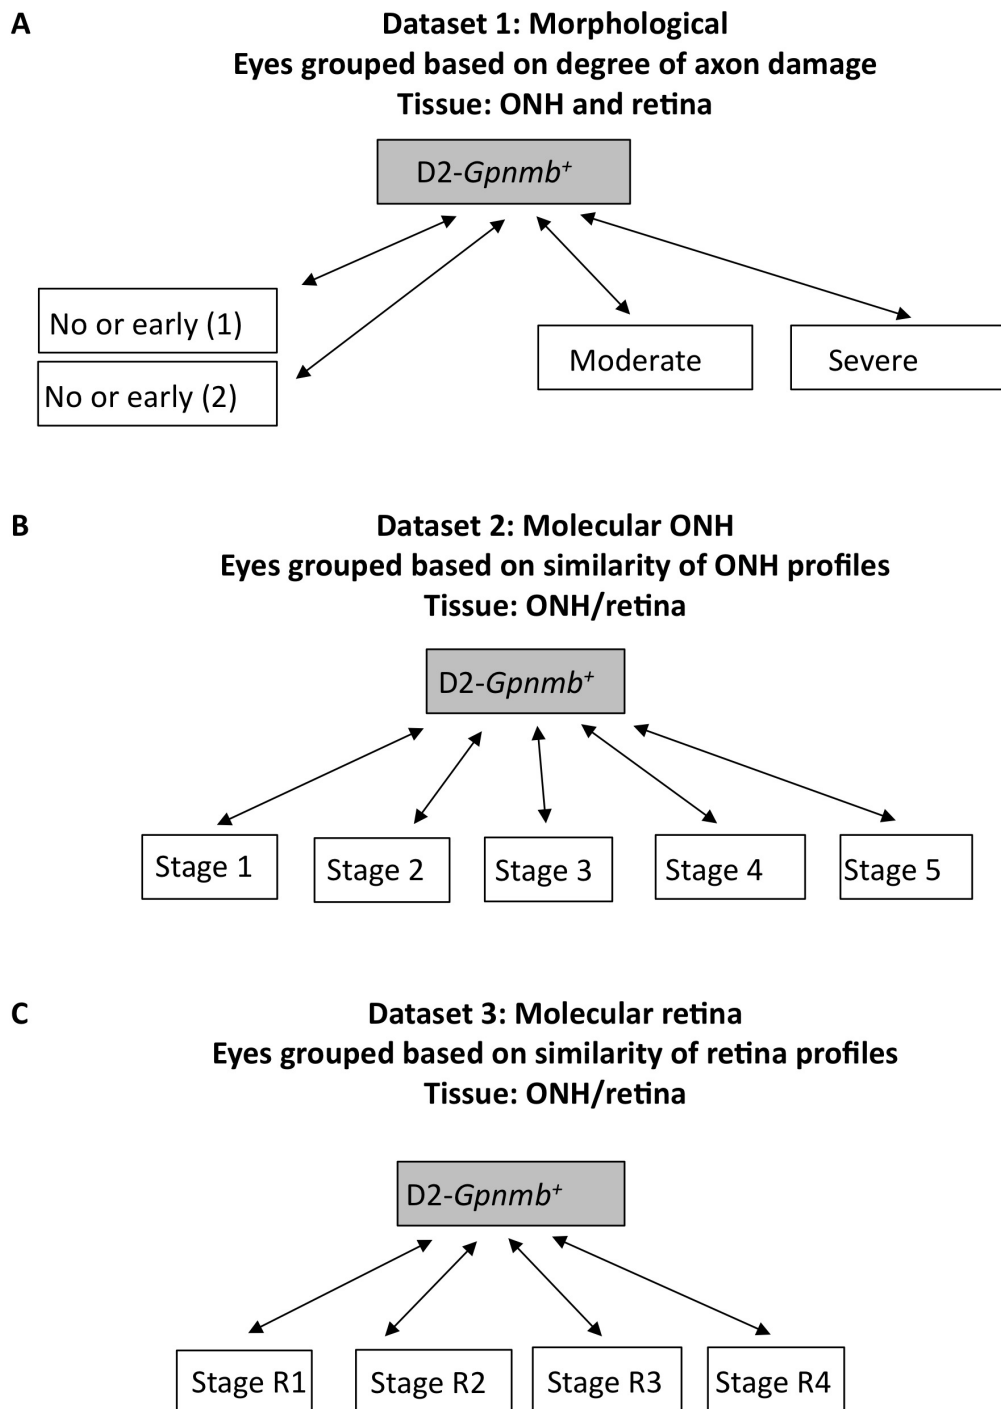 A
Dataset 1: Morphological
Eyes grouped based on degree of axon damage
Tissue: ONH and retina
D2-Gpnmb+
No or early (1)
No or early (2)
Moderate
Severe
B
Dataset 2: Molecular ONH
Eyes grouped based on similarity of ONH profiles
Tissue: ONH/retina
D2-Gpnmb+
Stage 1
Stage 2
Stage 3
Stage 4
Stage 5
C
Dataset 3: Molecular retina
Eyes grouped based on similarity of retina profiles
Tissue: ONH/retina
D2-Gpnmb+
Stage R1
Stage R2
Stage R3
Stage R4